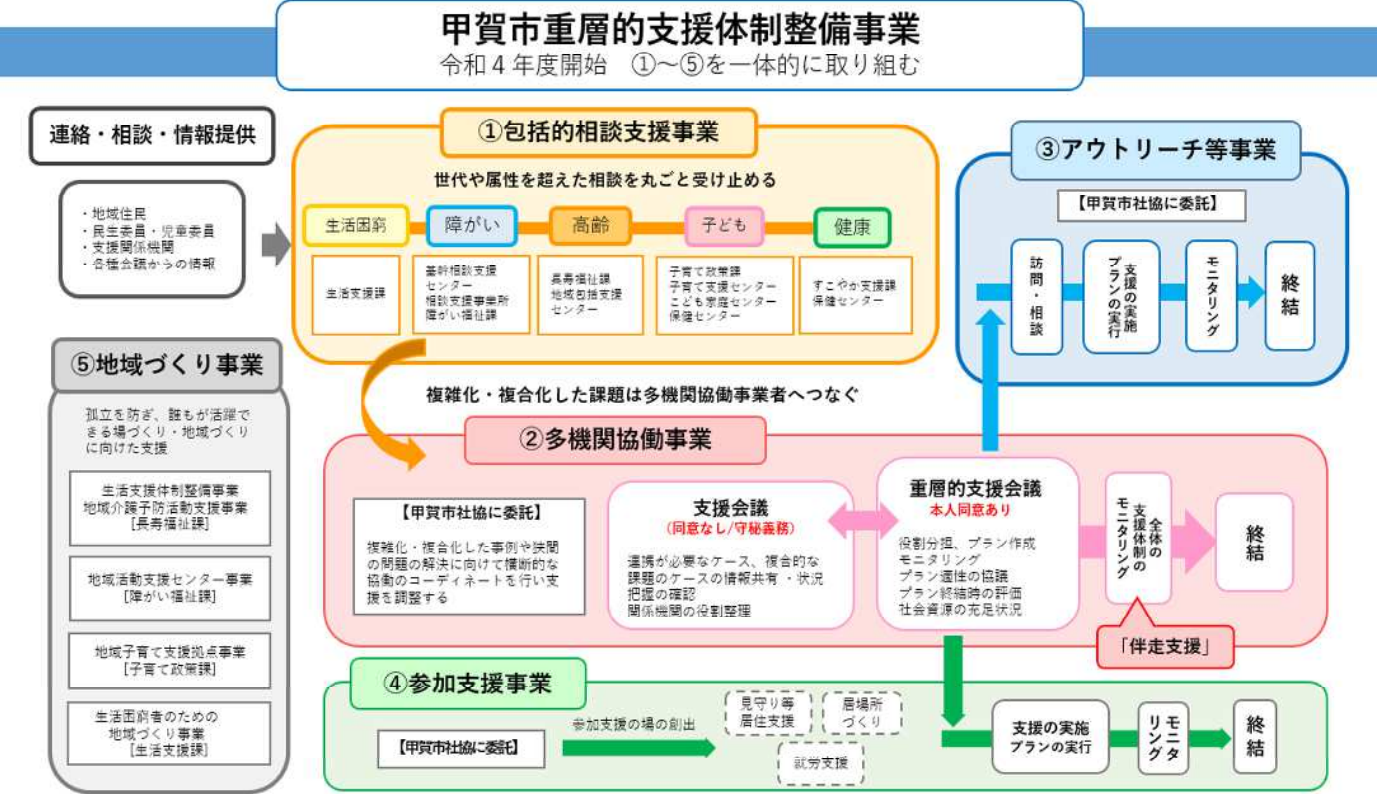 甲賀市重層的支援体制整備事業
令和4年度開始　①～⑤を一体的に取り組む
連絡・相談・情報提供
・地域住民
・民生委員・児童委員
・支援関係機関
・各種会議からの情報
①包括的相談支援事業
世代や属性を超えた相談を丸ごと受け止める
生活困窮
障がい
高齢
子ども
健康
生活支援課
基幹相談支援
センター
相談支援事業所
障がい福祉課
長寿福祉課
地域包括支援
センター
子育て政策課
子育て支援センター
こども家庭センター
保健センター
すこやか支援課
保健センター
③アウトリーチ等事業
【甲賀市社協に委託】
訪問・相談
支援の実施
プランの実行
モニタリング
終結
複雑化・複合化した課題は多機関協働事業者へつなぐ
②多機関協働事業
【甲賀市社協に委託】
複雑化・複合化した事例や狭間
の問題の解決に向けて横断的な
協働のコーディネートを行い支
援を調整する
支援会議
（同意なし/守秘義務）
連携が必要なケース、複合的な
課題のケースの情報共有・状況
把握の確認
関係機関の役割整理
重層的支援会議
本人同意あり
役割分担、プラン作成
モニタリング
プラン適性の協議
プラン終結時の評価
社会資源の充足状況
全体の
支援体制の
モニタリング
終結
「伴走支援」
④参加支援事業
【甲賀市社協に委託】
参加支援の場の創出
見守り等
居住支援
居場所
づくり
就労支援
支援の実施
プランの実行
モニタ
リング
終結
⑤地域づくり事業
孤立を防ぎ、誰もが活躍で
きる場づくり・地域づくり
に向けた支援
生活支援体制整備事業
地域介護予防活動支援事業
[長寿福祉課]
地域活動支援センター事業
[障がい福祉課]
地域子育て支援拠点事業
[子育て政策課]
生活困窮者のための
地域づくり事業
[生活支援課]